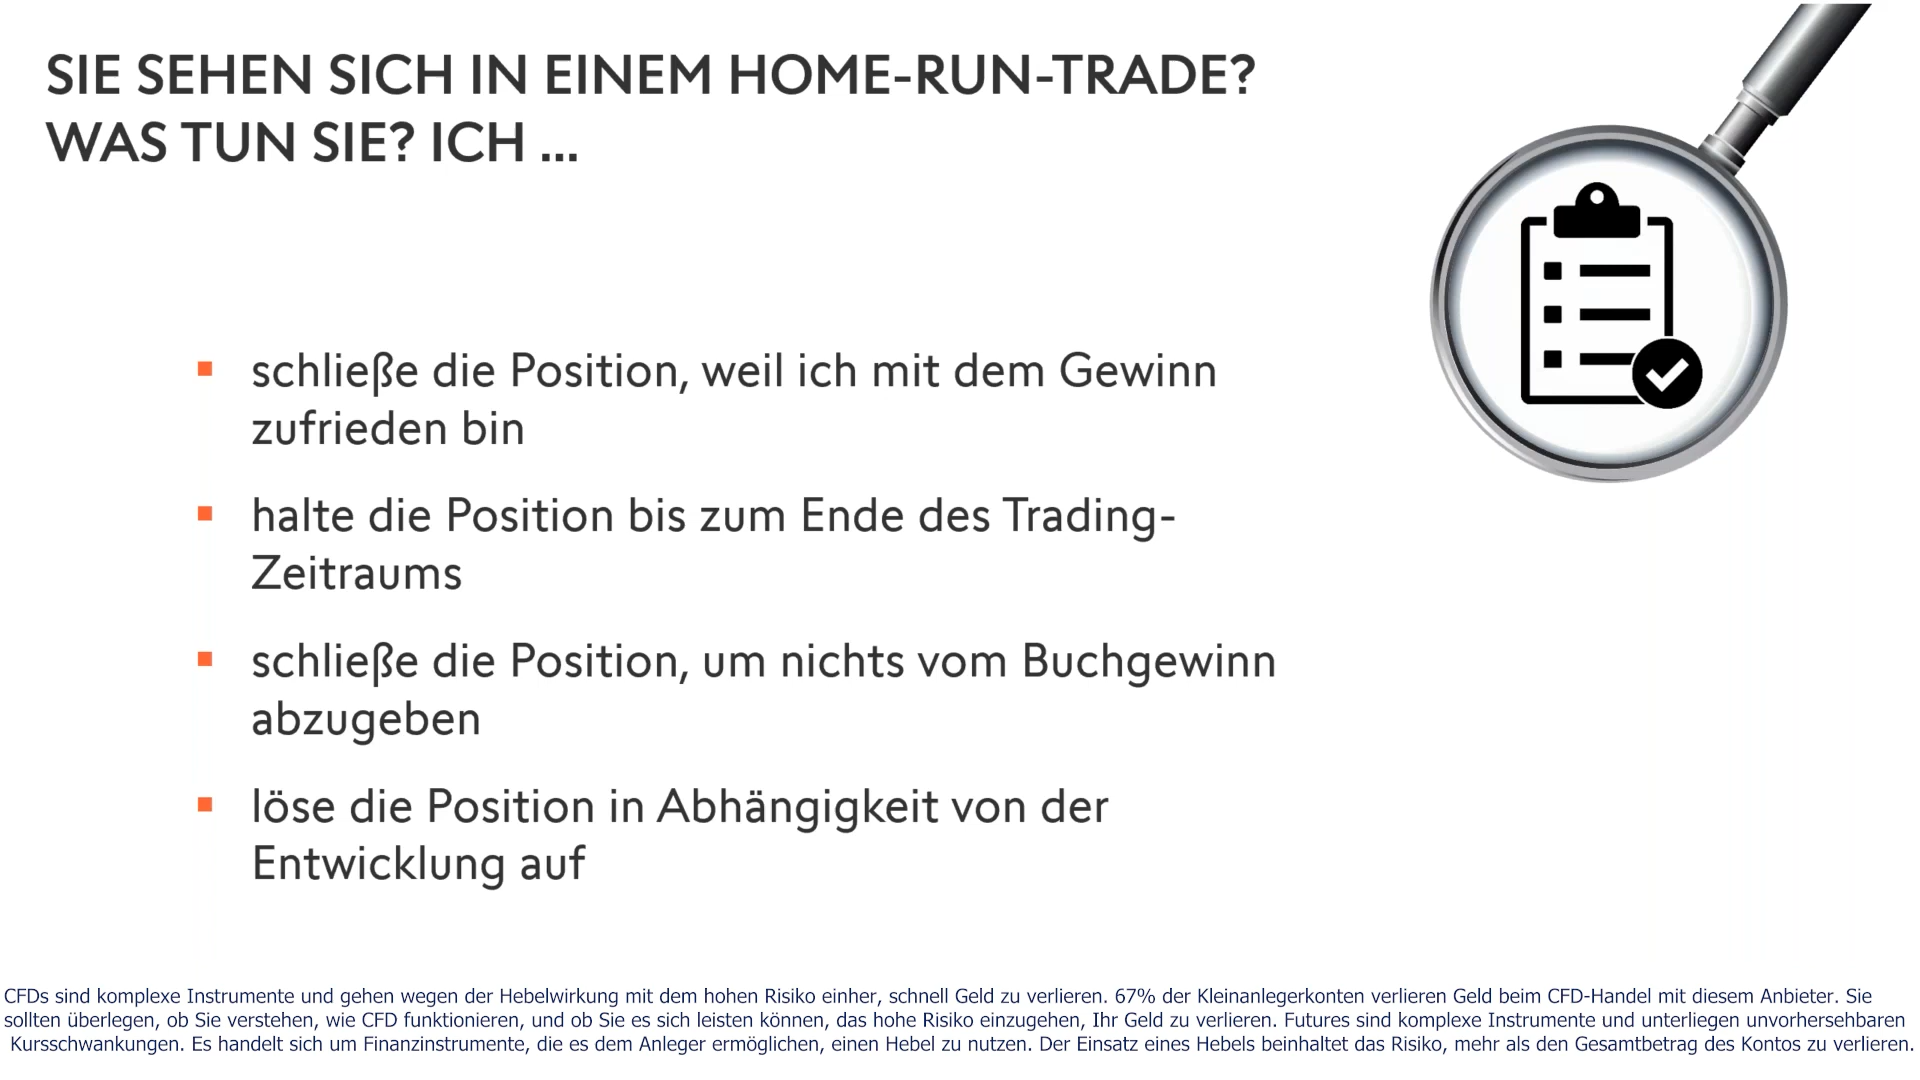 SIE SEHEN SICH IN EINEM HOME-RUN-TRADE?
WAS TUN SIE? ICH ...
▪ schließe die Position, weil ich mit dem Gewinn
zufrieden bin
▪ halte die Position bis zum Ende des Trading-
Zeitraums
▪ schließe die Position, um nichts vom Buchgewinn
abzugeben
▪ löse die Position in Abhängigkeit von der
Entwicklung auf
CFDs sind komplexe Instrumente und gehen wegen der Hebelwirkung mit dem hohen Risiko einher, schnell Geld zu verlieren. 67% der Kleinanlegerkonten verlieren Geld beim CFD-Handel mit diesem Anbieter. Sie
sollten überlegen, ob Sie verstehen, wie CFD funktionieren, und ob Sie es sich leisten können, das hohe Risiko einzugehen, Ihr Geld zu verlieren. Futures sind komplexe Instrumente und unterliegen unvorhersehbaren
Kursschwankungen. Es handelt sich um Finanzinstrumente, die es dem Anleger ermöglichen, einen Hebel zu nutzen. Der Einsatz eines Hebels beinhaltet das Risiko, mehr als den Gesamtbetrag des Kontos zu verlieren.